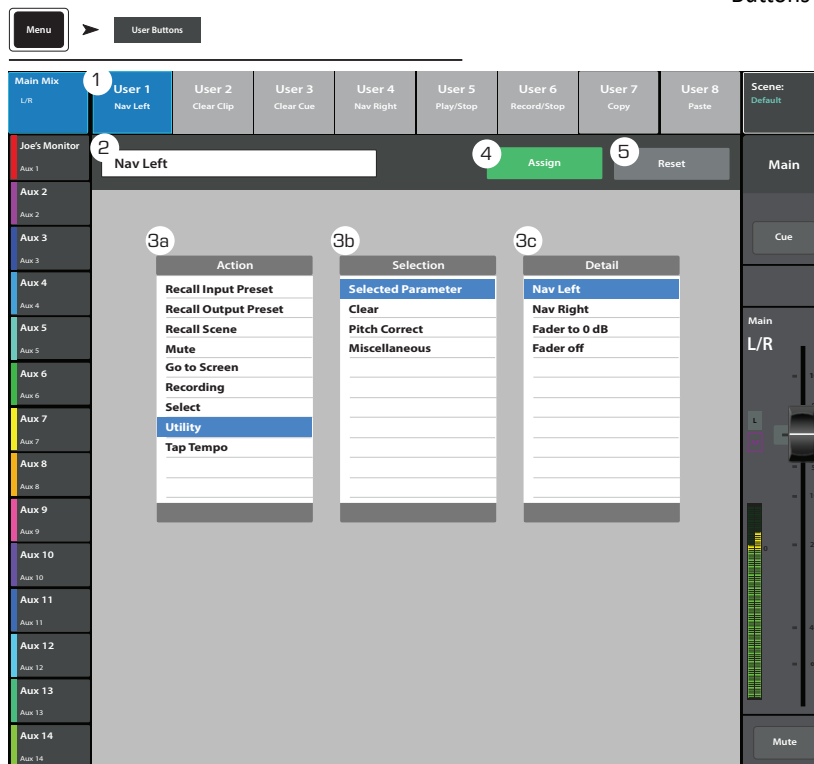 Buttons
Menu
User Buttons
Main Mix
L/R
1
User 1
Nav Left
User 2
Clear Clip
User 3
Clear Cue
User 4
Nav Right
User 5
Play/Stop
User 6
Record/Stop
User 7
Copy
User 8
Paste
Scene:
Default
Joe's Monitor
Aux 1
2
Nav Left
4
Assign
5
Reset
Main
Aux 2
Aux 2
Aux 3
Aux 3
Cue
3a
3b
3c
Action
Recall Input Preset
Recall Output Preset
Recall Scene
Mute
Go to Screen
Recording
Select
Utility
Tap Tempo
Selection
Selected Parameter
Clear
Pitch Correct
Miscellaneous
Detail
Nav Left
Nav Right
Fader to 0 dB
Fader off
Aux 4
Aux 4
Aux 5
Aux 5
Aux 6
Aux 6
Aux 7
Aux 7
Aux 8
Aux 8
Aux 9
Aux 9
Aux 10
Aux 10
Aux 11
Aux 11
Aux 12
Aux 12
Aux 13
Aux 13
Aux 14
Aux 14
Main
L/R
L
0
2
4
Mute